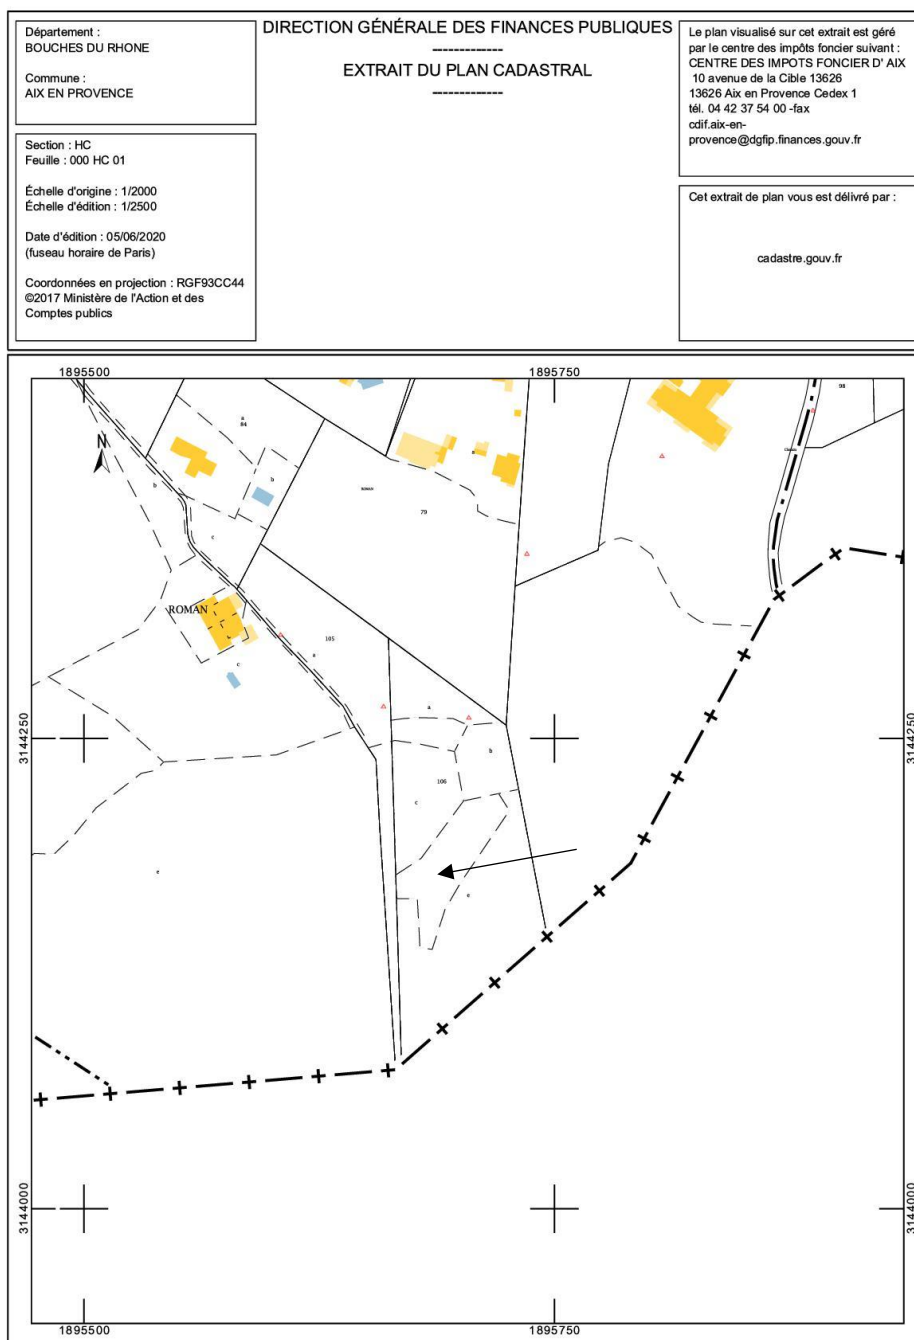 Département :
BOUCHES DU RHONE
Commune :
AIX EN PROVENCE
Section : HC
Feuille : 000 HC 01
Échelle d'origine : 1/2000
Échelle d'édition : 1/2500
Date d'édition : 05/06/2020
(fuseau horaire de Paris)
Coordonnées en projection : RGF93CC44
©2017 Ministère de l'Action et des
Comptes publics
DIRECTION GÉNÉRALE DES FINANCES PUBLIQUES
-------------
EXTRAIT DU PLAN CADASTRAL
-------------
Le plan visualisé sur cet extrait est géré
par le centre des impôts foncier suivant :
CENTRE DES IMPOTS FONCIER D' AIX
10 avenue de la Cible 13626
13626 Aix en Provence Cedex 1
tél. 04 42 37 54 00 -fax
cdif.aix-en-
provence@dgfip.finances.gouv.fr
Cet extrait de plan vous est délivré par :
cadastre.gouv.fr
1895500
1895750
98
a
84
N
b
b
ROMAN
79
c
ROMAN
105
c
a
3144250
3144250
b
106
c
e
e
3144000
3144000
1895500
1895750